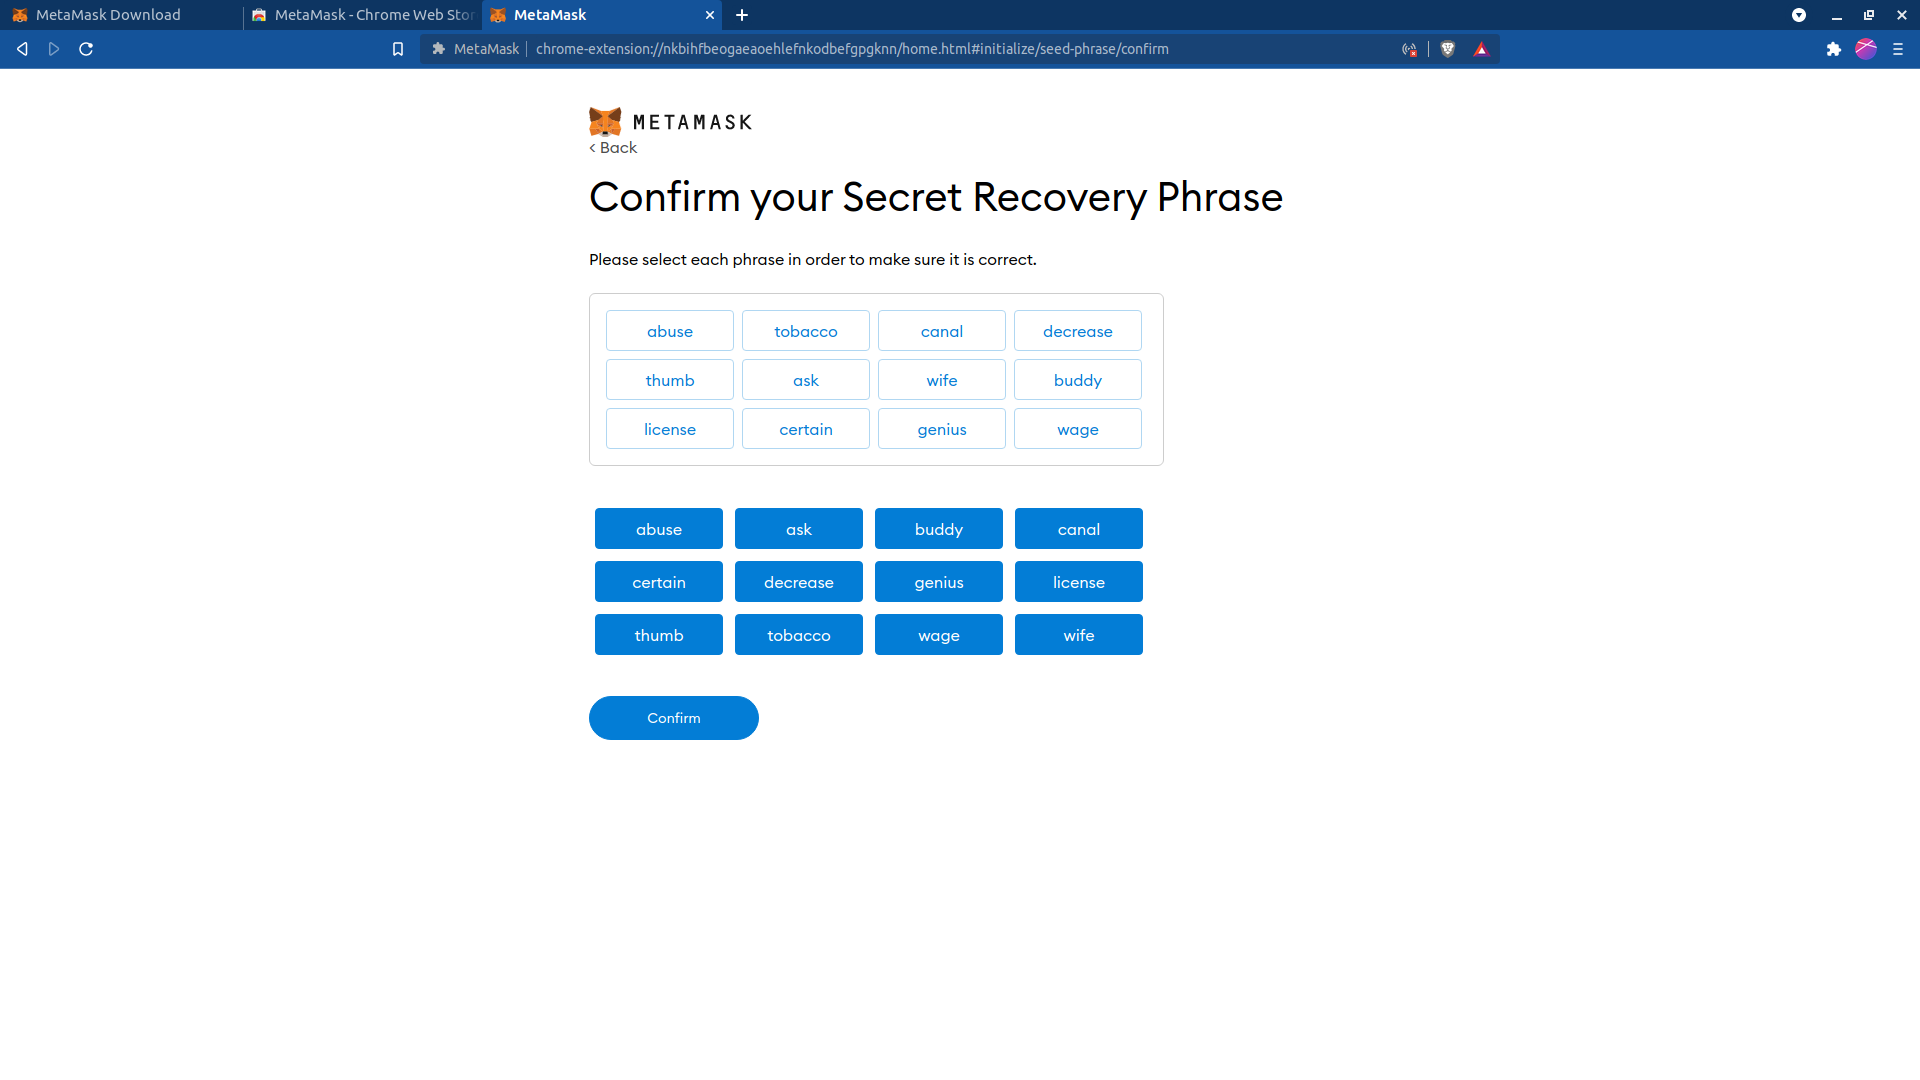 MetaMask Download
MetaMask - Chrome Web Stor
MetaMask
MetaMask
chrome-extension://nkbihfbeogaeaoehlefnkodbefgpgknn/home.html#initialize/seed-phrase/confirm
METAMASK
< Back
Confirm your Secret Recovery Phrase
Please select each phrase in order to make sure it is correct.
abuse tobacco canal decrease
thumb ask wife buddy
license certain genius wage
abuse ask buddy canal
certain decrease genius license
thumb tobacco wage wife
Confirm